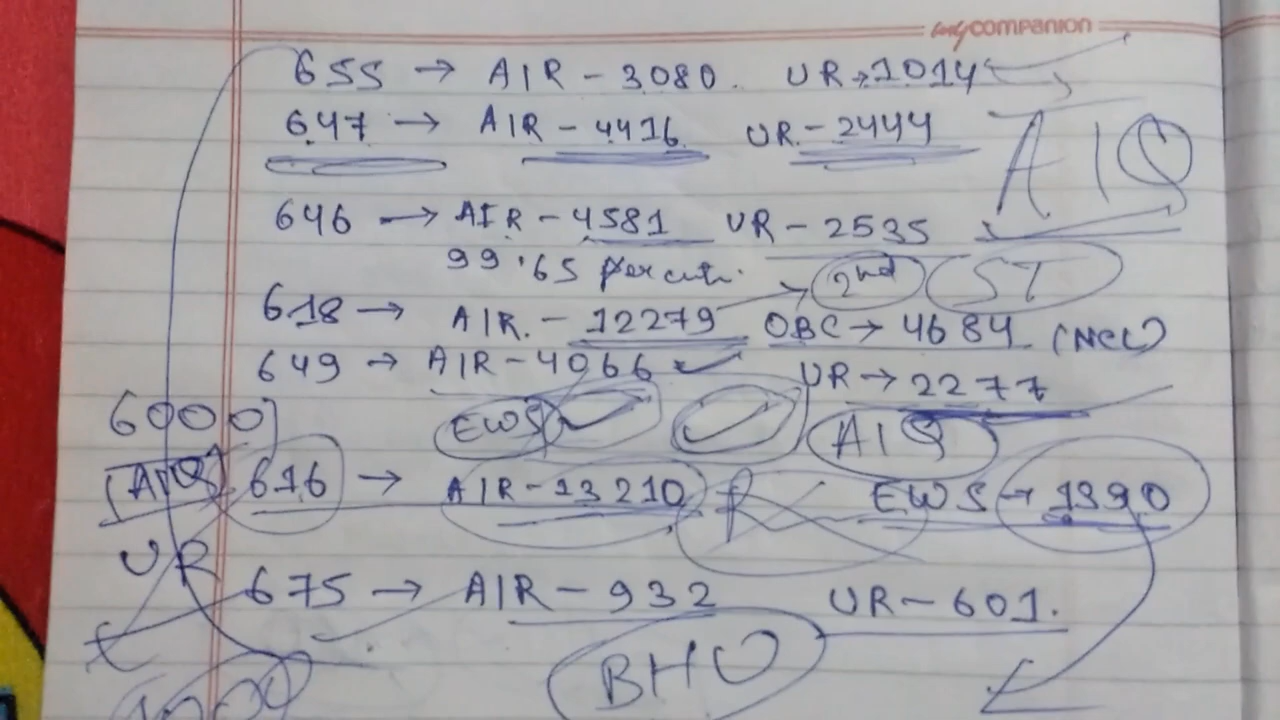 mycompanion
655 → AIR - 3080. UR → 1014
647 → AIR - 4416 UR - 2444
AIQ
646 → AIR - 4581 UR - 2535
99.65 percenti.
2nd ST
618 → AIR. - 12279 OBC → 4684 (NCL)
649 → AIR - 4066 UR → 2277
6000
EWS AIQ
AIQ 616 → AIR - 13210 EWS → 1390
UR
675 → AIR - 932 UR - 601.
BHU